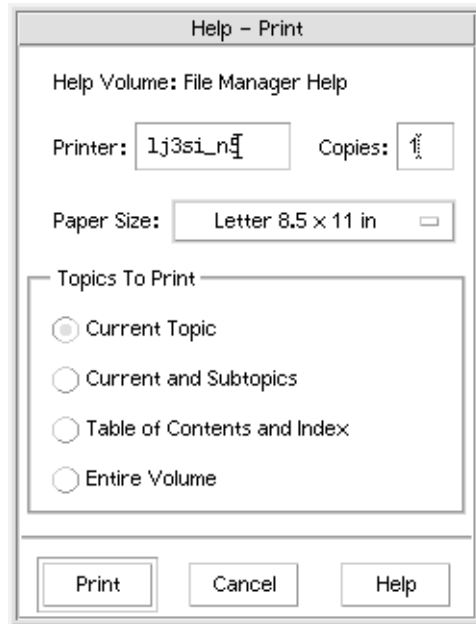 Help - Print
Help Volume: File Manager Help
Printer: lj3si_n5 Copies: 1
Paper Size: Letter 8.5 x 11 in
Topics To Print
Current Topic
Current and Subtopics
Table of Contents and Index
Entire Volume
Print Cancel Help